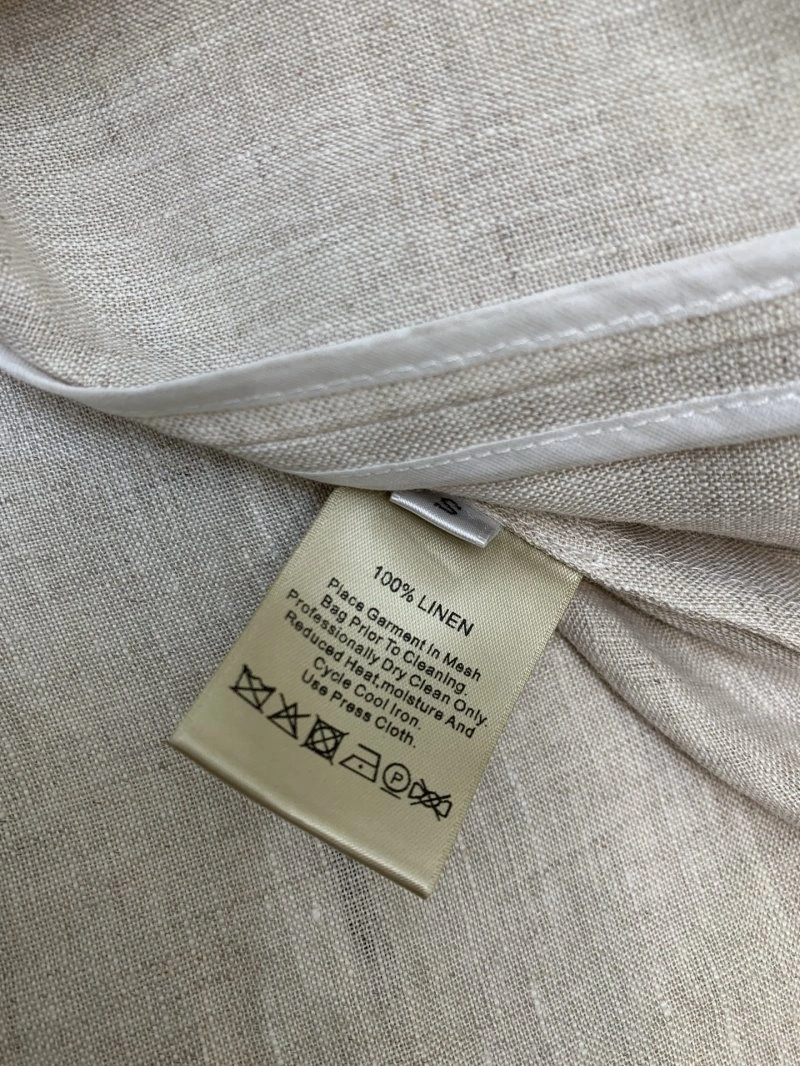 S
100% LINEN
Place Garment In Mesh
Bag Prior To Cleaning.
Professionally Dry Clean Only.
Reduced Heat,moisture And
Cycle Cool Iron.
Use Press Cloth.
P